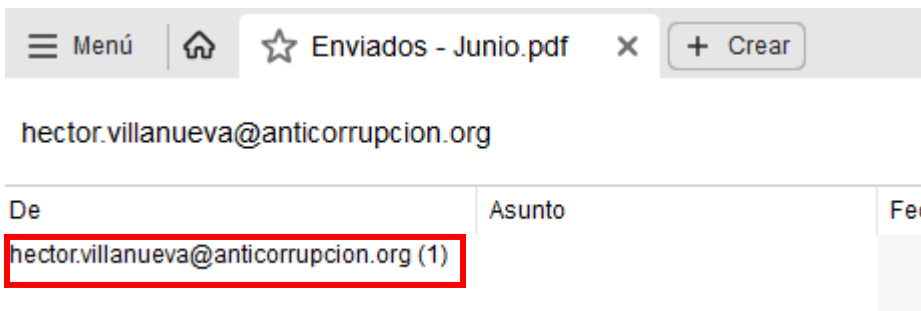 Menú Enviados - Junio.pdf + Crear
hector.villanueva@anticorrupcion.org
De Asunto
hector.villanueva@anticorrupcion.org (1)